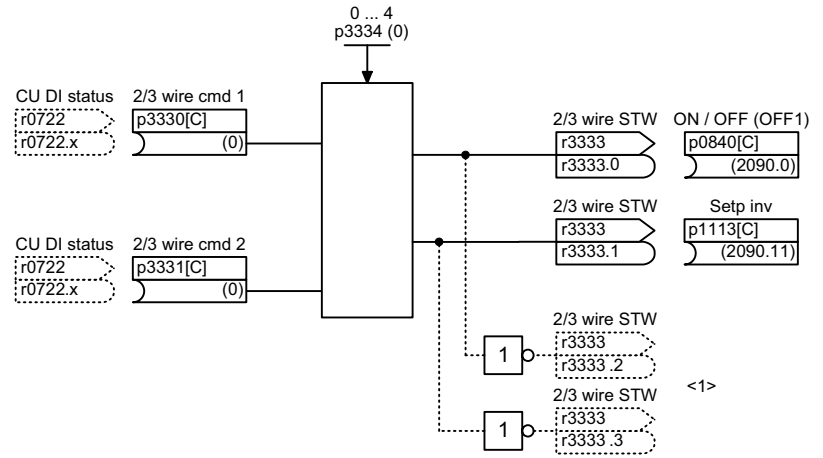 0 ... 4
p3334 (0)
CU DI status
2/3 wire cmd 1
r0722
p3330[C]
r0722.x
(0)
2/3 wire STW
ON / OFF (OFF1)
r3333
p0840[C]
r3333.0
(2090.0)
2/3 wire STW
Setp inv
r3333
p1113[C]
r3333.1
(2090.11)
CU DI status
2/3 wire cmd 2
r0722
p3331[C]
r0722.x
(0)
2/3 wire STW
1
r3333
r3333 .2
<1>
2/3 wire STW
1
r3333
r3333 .3